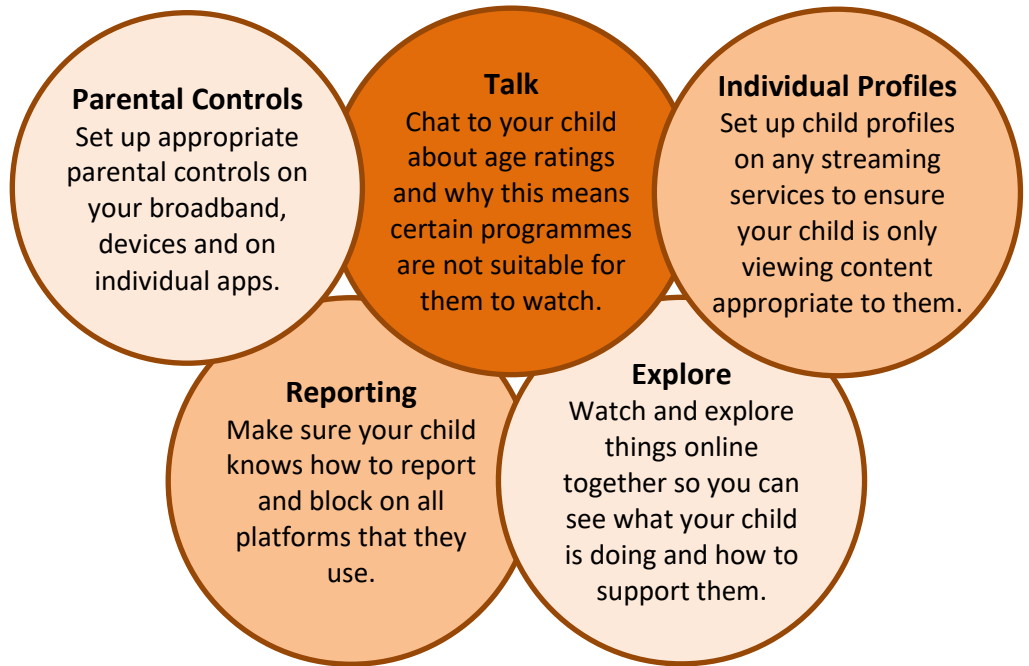 Parental Controls
Set up appropriate
parental controls on
your broadband,
devices and on
individual apps.
Talk
Chat to your child
about age ratings
and why this means
certain programmes
are not suitable for
them to watch.
Individual Profiles
Set up child profiles
on any streaming
services to ensure
your child is only
viewing content
appropriate to them.
Reporting
Make sure your child
knows how to report
and block on all
platforms that they
use.
Explore
Watch and explore
things online
together so you can
see what your child
is doing and how to
support them.